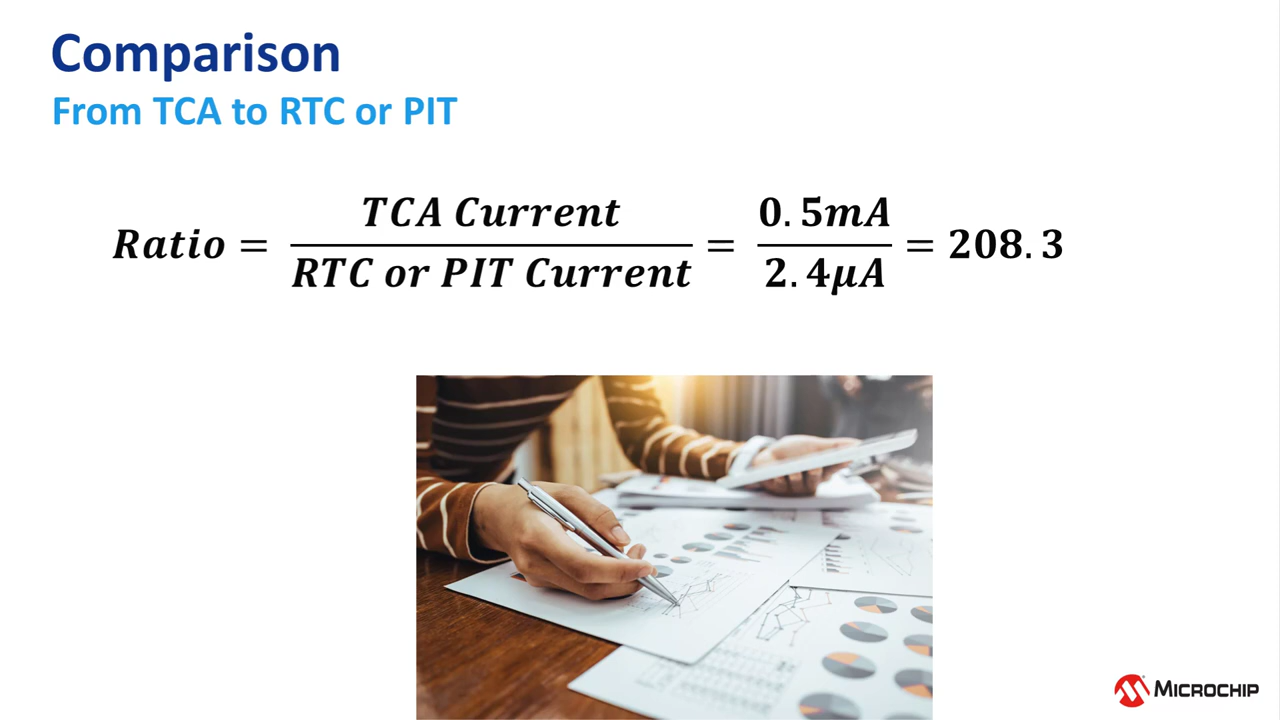 Comparison
From TCA to RTC or PIT
Ratio = TCA Current / RTC or PIT Current = 0.5mA / 2.4μA = 208.3
MICROCHIP